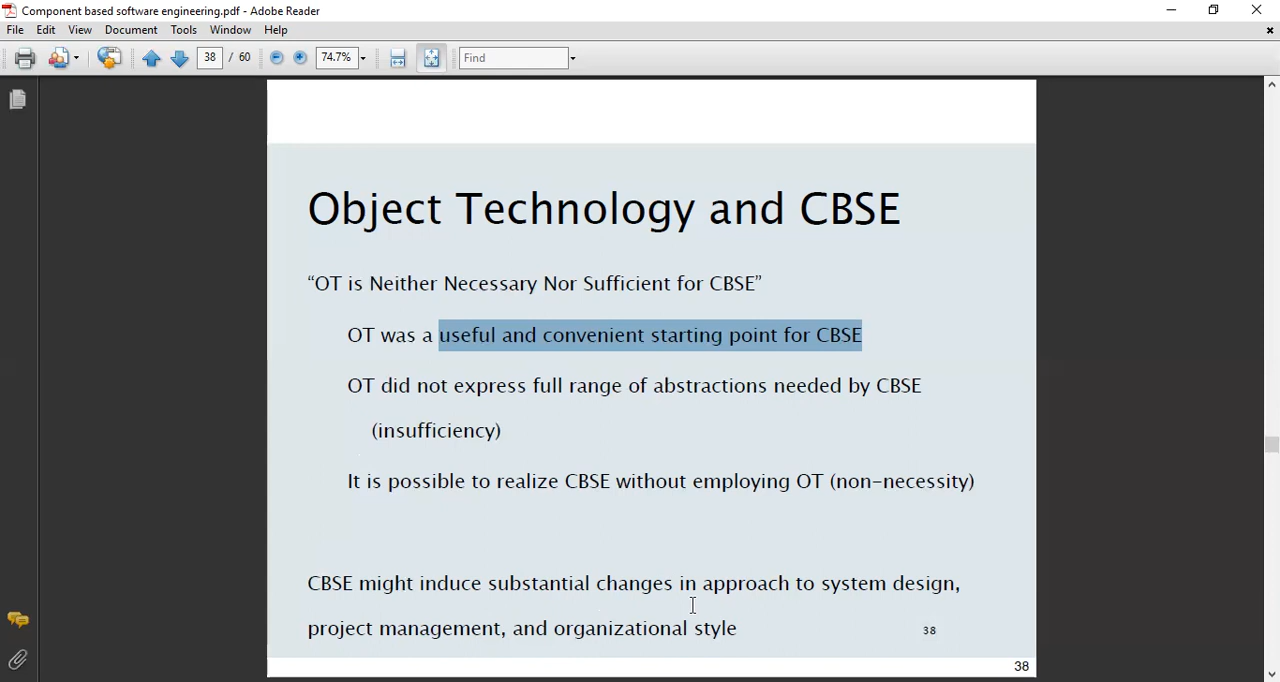 Component based software engineering.pdf - Adobe Reader
File Edit View Document Tools Window Help
38 / 60 74.7% Find
Object Technology and CBSE
“OT is Neither Necessary Nor Sufficient for CBSE”
OT was a useful and convenient starting point for CBSE
OT did not express full range of abstractions needed by CBSE
(insufficiency)
It is possible to realize CBSE without employing OT (non-necessity)
CBSE might induce substantial changes in approach to system design,
project management, and organizational style
38
38